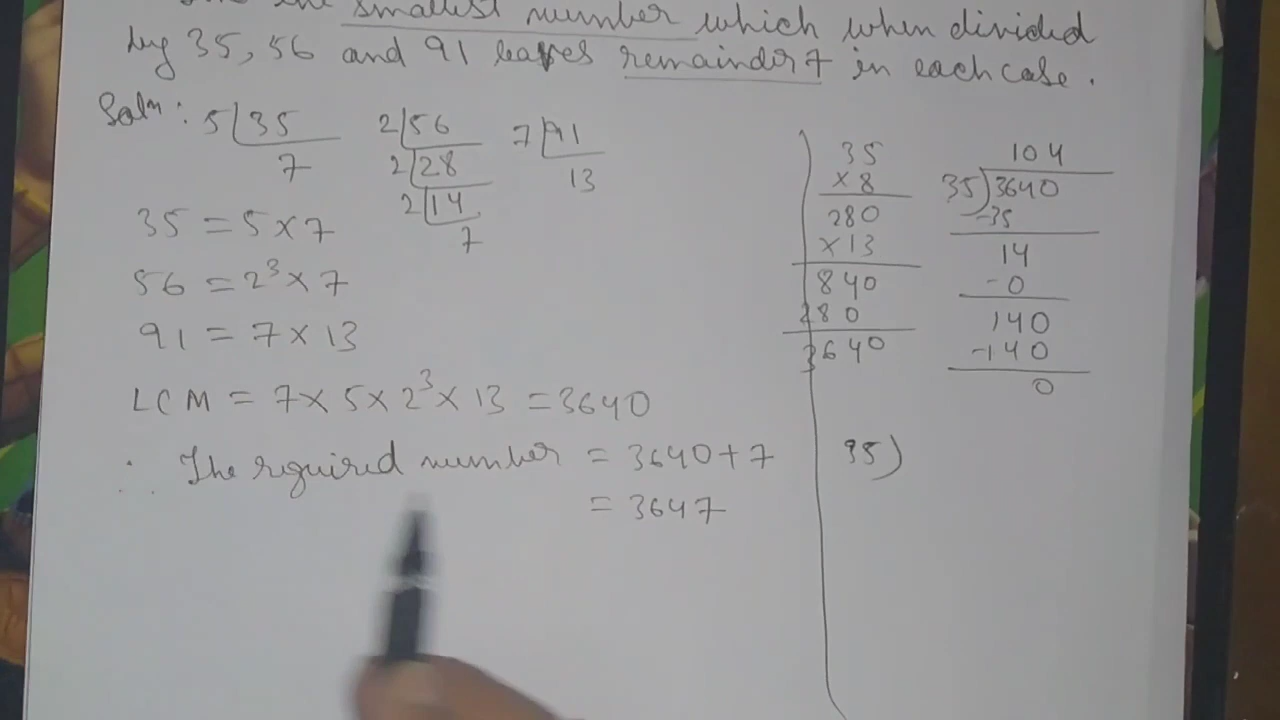 the smallest number which when divided
by 35, 56 and 91 leaves remainder 7 in each case.
Soln: 5 35 2 56 7 91
7 2 28 13
2 14
7
35 = 5 × 7
56 = 2³ × 7
91 = 7 × 13
LCM = 7 × 5 × 2³ × 13 = 3640
∴ The required number = 3640 + 7
= 3647
35
× 8
280
× 13
840
280
3640
104
35)3640
-35
14
-0
140
-140
0
35)